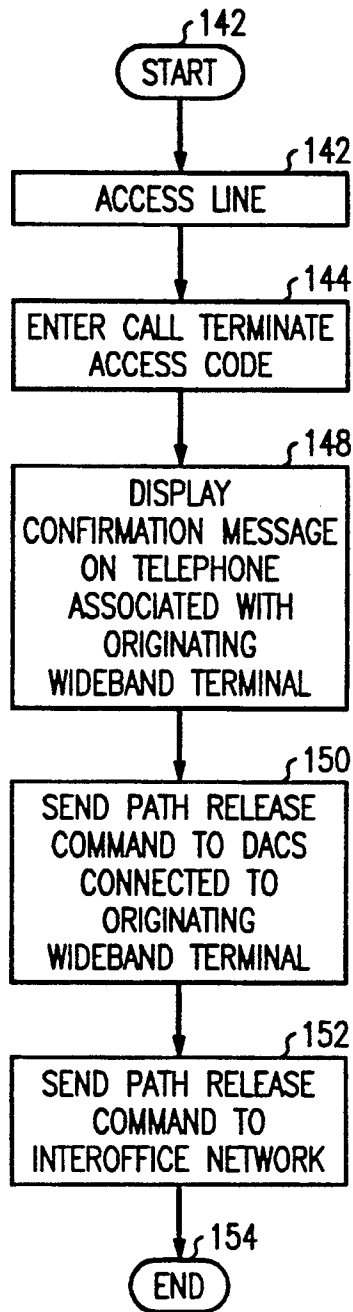 142
START
142
ACCESS LINE
144
ENTER CALL TERMINATE
ACCESS CODE
148
DISPLAY
CONFIRMATION MESSAGE
ON TELEPHONE
ASSOCIATED WITH
ORIGINATING
WIDEBAND TERMINAL
150
SEND PATH RELEASE
COMMAND TO DACS
CONNECTED TO
ORIGINATING
WIDEBAND TERMINAL
152
SEND PATH RELEASE
COMMAND TO
INTEROFFICE NETWORK
154
END